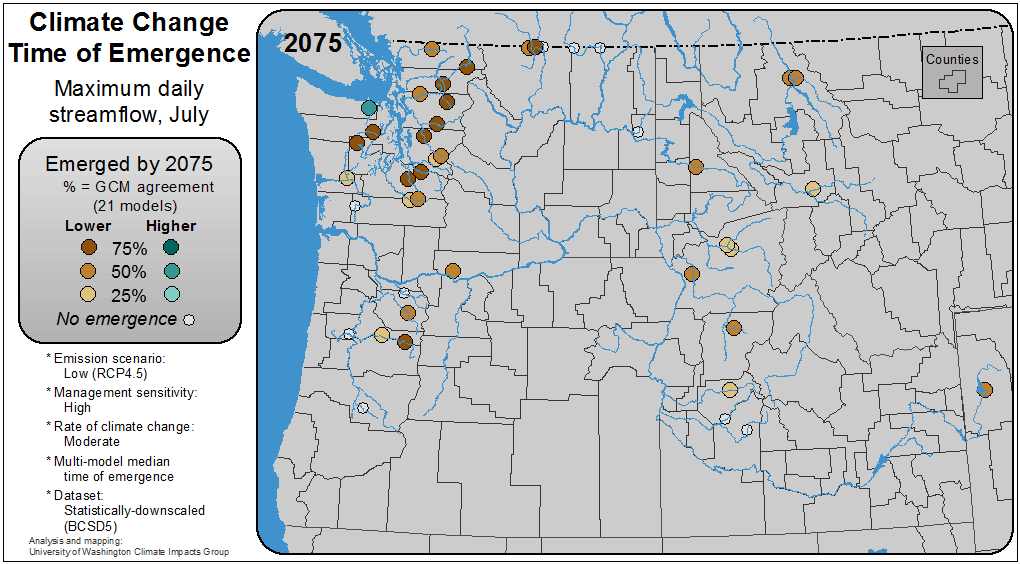 Climate Change
Time of Emergence
Maximum daily
streamflow, July
Emerged by 2075
% = GCM agreement
(21 models)
Lower Higher
75%
50%
25%
No emergence
* Emission scenario:
Low (RCP4.5)
* Management sensitivity:
High
* Rate of climate change:
Moderate
* Multi-model median
time of emergence
* Dataset:
Statistically-downscaled
(BCSD5)
Analysis and mapping:
University of Washington Climate Impacts Group
2075
Counties